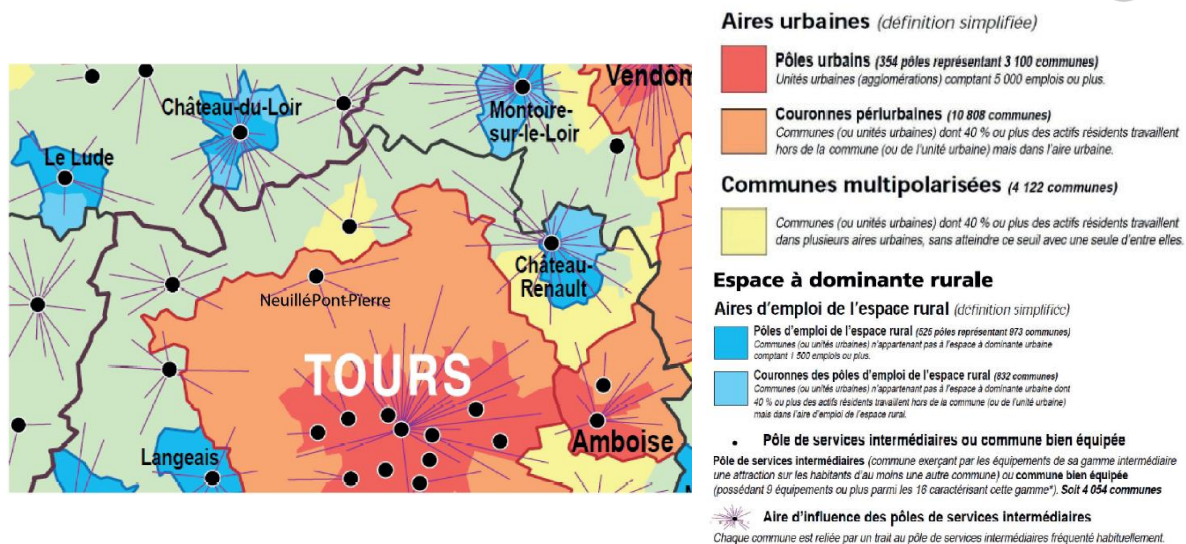 Château-du-Loir
Montoire-
sur-le-Loir
Vendôm
Le Lude
Château-
Renault
NeuilléPont-Pierre
TOURS
Amboise
Langeais
Aires urbaines (définition simplifiée)
Pôles urbains (354 pôles représentant 3 100 communes)
Unités urbaines (agglomérations) comptant 5 000 emplois ou plus.
Couronnes périurbaines (10 808 communes)
Communes (ou unités urbaines) dont 40 % ou plus des actifs résidents travaillent
hors de la commune (ou de l'unité urbaine) mais dans l'aire urbaine.
Communes multipolarisées (4 122 communes)
Communes (ou unités urbaines) dont 40 % ou plus des actifs résidents travaillent
dans plusieurs aires urbaines, sans atteindre ce seuil avec une seule d'entre elles.
Espace à dominante rurale
Aires d'emploi de l'espace rural (définition simplifiée)
Pôles d'emploi de l'espace rural (525 pôles représentant 973 communes)
Communes (ou unités urbaines) n'appartenant pas à l'espace à dominante urbaine
comptant 1 500 emplois ou plus.
Couronnes des pôles d'emploi de l'espace rural (832 communes)
Communes (ou unités urbaines) n'appartenant pas à l'espace à dominante urbaine dont
40 % ou plus des actifs résidents travaillent hors de la commune (ou de l'unité urbaine)
mais dans l'aire d'emploi de l'espace rural.
Pôle de services intermédiaires ou commune bien équipée
Pôle de services intermédiaires (commune exerçant par les équipements de sa gamme intermédiaire
une attraction sur les habitants d'au moins une autre commune) ou commune bien équipée
(possédant 9 équipements ou plus parmi les 16 caractérisant cette gamme*). Soit 4 054 communes
Aire d'influence des pôles de services intermédiaires
Chaque commune est reliée par un trait au pôle de services intermédiaires fréquenté habituellement.